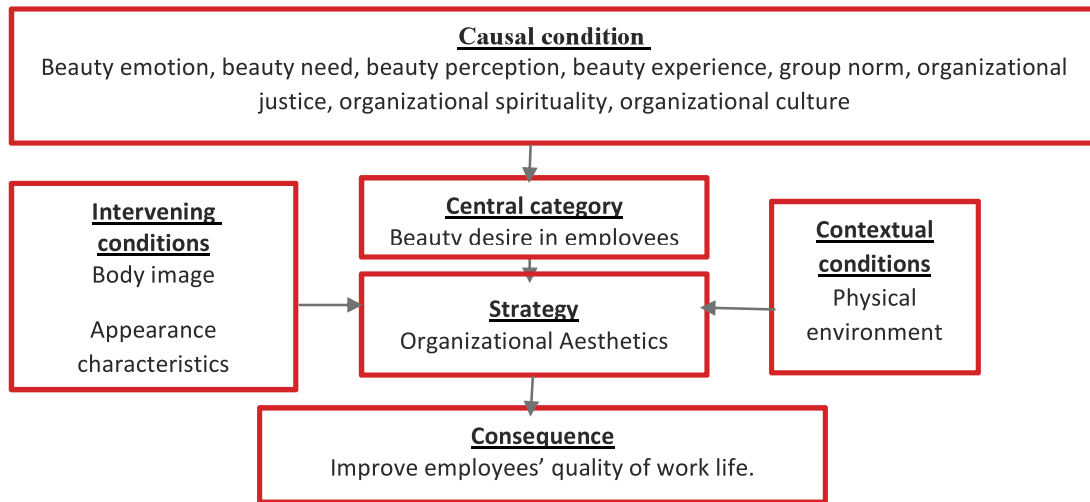 Causal condition
Beauty emotion, beauty need, beauty perception, beauty experience, group norm, organizational
justice, organizational spirituality, organizational culture
Intervening
conditions
Body image
Appearance
characteristics
Central category
Beauty desire in employees
Strategy
Organizational Aesthetics
Contextual
conditions
Physical
environment
Consequence
Improve employees’ quality of work life.